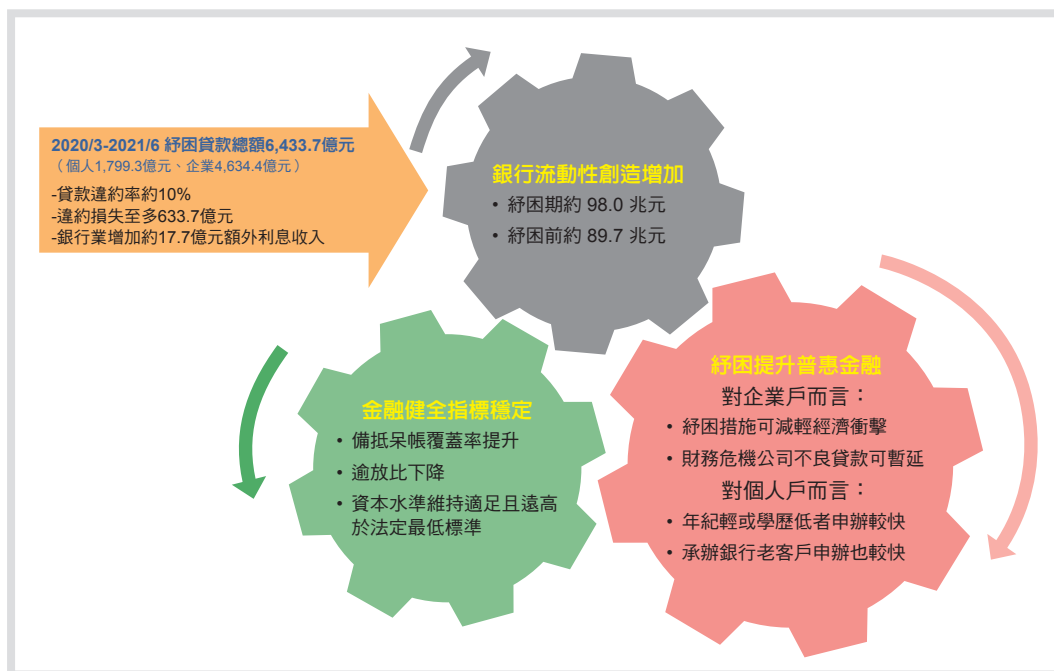 2020/3-2021/6 紓困貸款總額6,433.7億元
（個人1,799.3億元、企業4,634.4億元）
-貸款違約率約10%
-違約損失至多633.7億元
-銀行業增加約17.7億元額外利息收入
銀行流動性創造增加
• 紓困期約 98.0 兆元
• 紓困前約 89.7 兆元
金融健全指標穩定
• 備抵呆帳覆蓋率提升
• 逾放比下降
• 資本水準維持適足且遠高
於法定最低標準
紓困提升普惠金融
對企業戶而言：
• 紓困措施可減輕經濟衝擊
• 財務危機公司不良貸款可暫延
對個人戶而言：
• 年紀輕或學歷低者申辦較快
• 承辦銀行老客戶申辦也較快